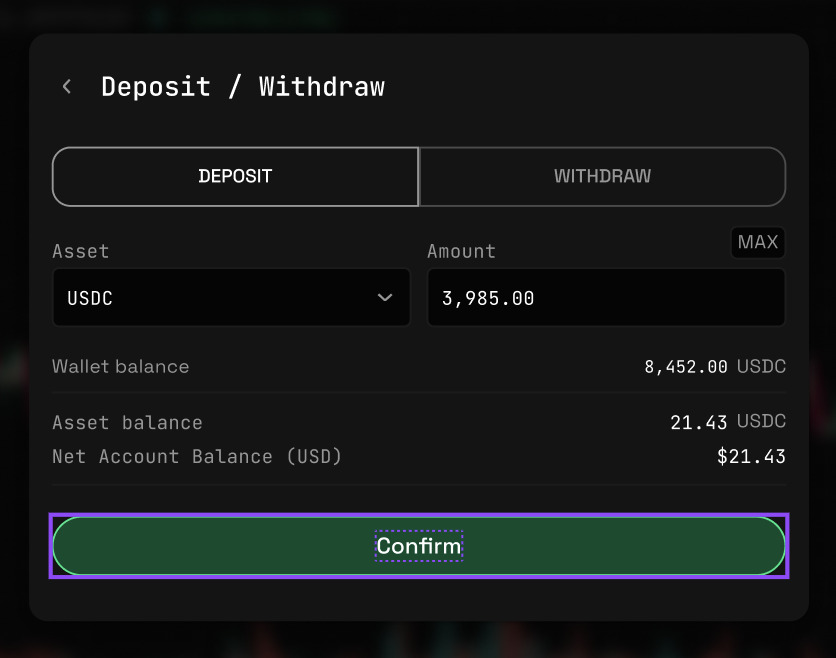 Deposit / Withdraw
DEPOSIT
WITHDRAW
Asset
Amount
MAX
USDC
3,985.00
Wallet balance
8,452.00 USDC
Asset balance
21.43 USDC
Net Account Balance (USD)
$21.43
Confirm